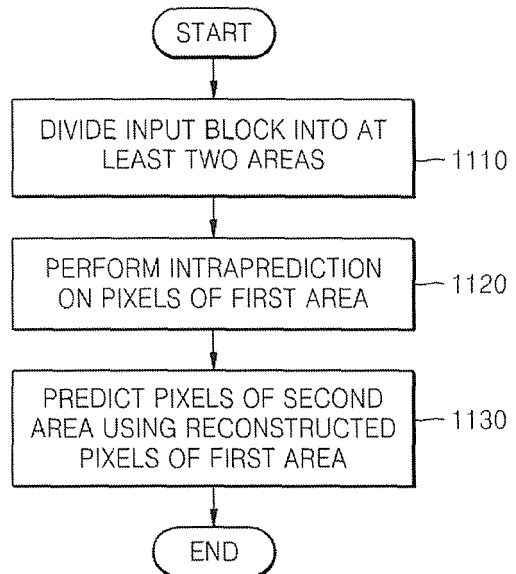 START
DIVIDE INPUT BLOCK INTO AT
LEAST TWO AREAS
1110
PERFORM INTRAPREDICTION
ON PIXELS OF FIRST AREA
1120
PREDICT PIXELS OF SECOND
AREA USING RECONSTRUCTED
PIXELS OF FIRST AREA
1130
END